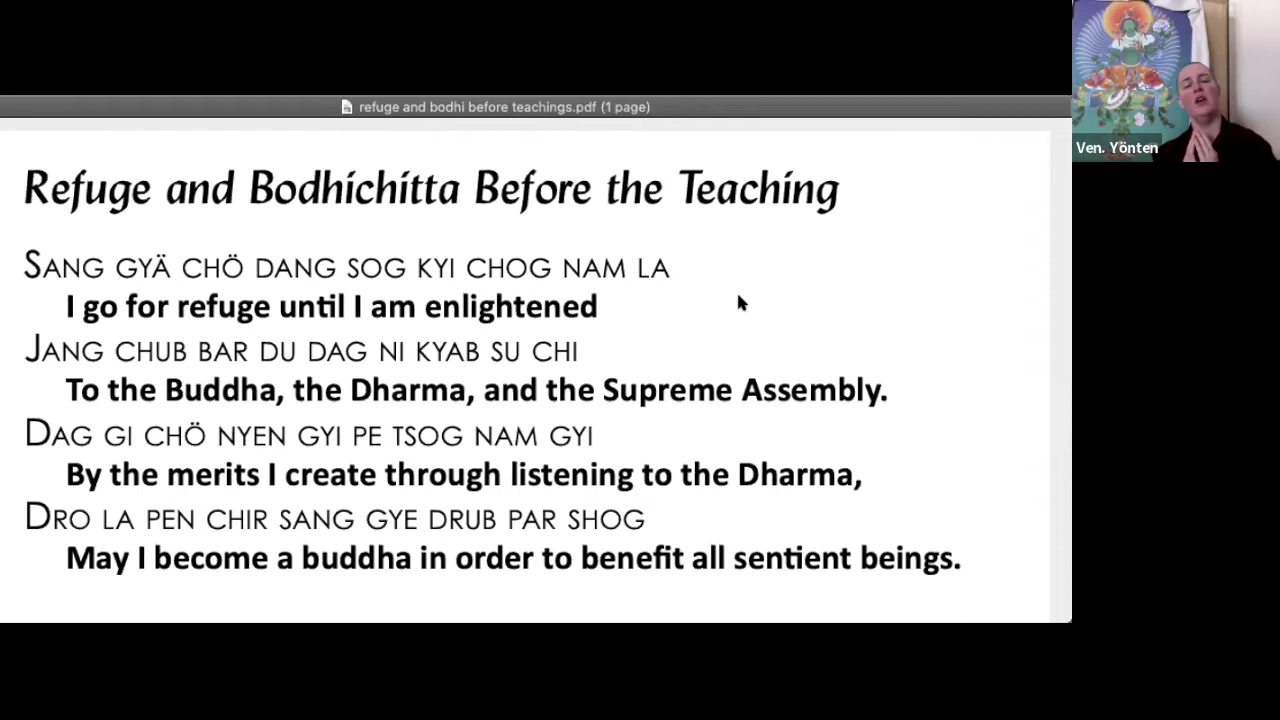 refuge and bodhi before teachings.pdf (1 page)
Ven. Yönten
Refuge and Bodhichitta Before the Teaching
SANG GYÄ CHÖ DANG SOG KYI CHOG NAM LA
I go for refuge until I am enlightened
JANG CHUB BAR DU DAG NI KYAB SU CHI
To the Buddha, the Dharma, and the Supreme Assembly.
DAG GI CHÖ NYEN GYI PE TSOG NAM GYI
By the merits I create through listening to the Dharma,
DRO LA PEN CHIR SANG GYE DRUB PAR SHOG
May I become a buddha in order to benefit all sentient beings.